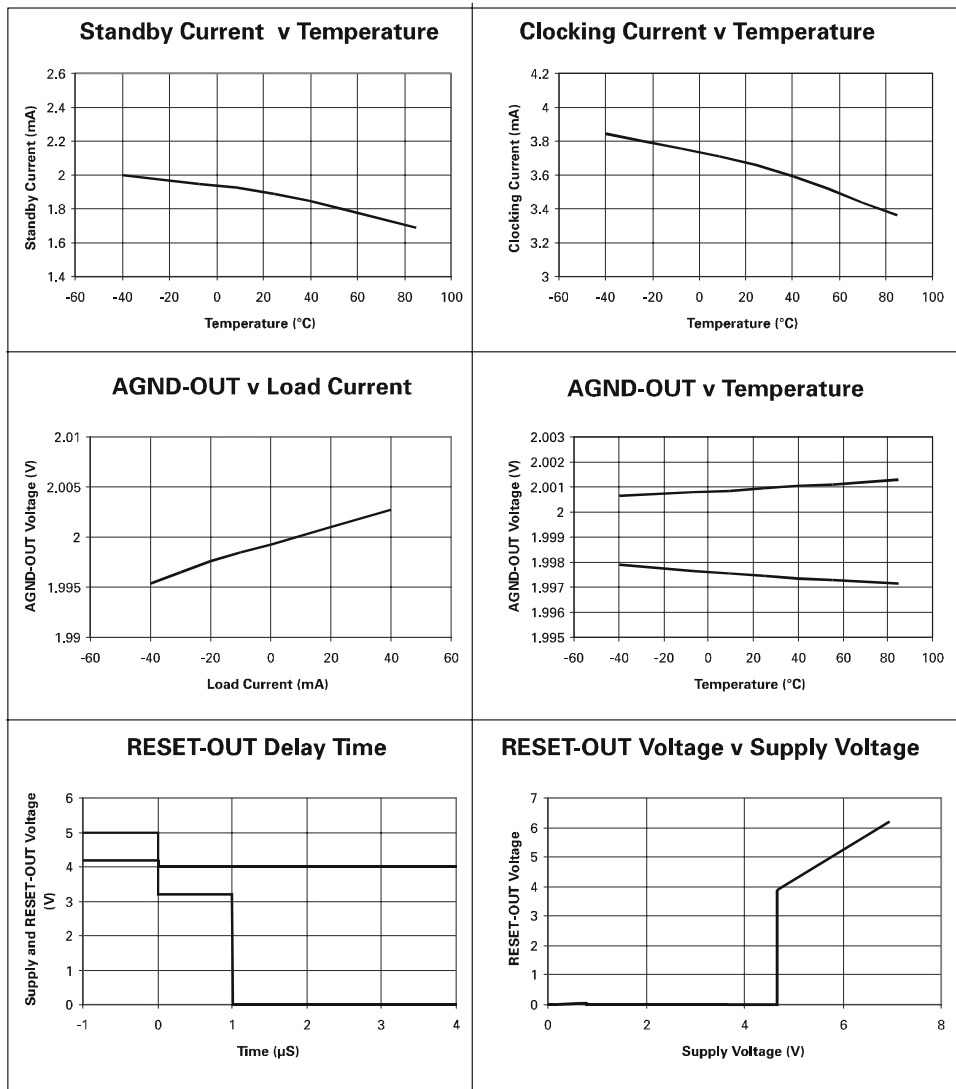 Standby Current v Temperature
Standby Current (mA)
2.6
2.4
2.2
2
1.8
1.6
1.4
-60 -40 -20 0 20 40 60 80 100
Temperature (°C)
Clocking Current v Temperature
Clocking Current (mA)
4.2
4
3.8
3.6
3.4
3.2
3
-60 -40 -20 0 20 40 60 80 100
Temperature (°C)
AGND-OUT v Load Current
AGND-OUT Voltage (V)
2.01
2.005
2
1.995
1.99
-60 -40 -20 0 20 40 60
Load Current (mA)
AGND-OUT v Temperature
AGND-OUT Voltage (V)
2.003
2.002
2.001
2
1.999
1.998
1.997
1.996
1.995
-60 -40 -20 0 20 40 60 80 100
Temperature (°C)
RESET-OUT Delay Time
Supply and RESET-OUT Voltage
(V)
6
5
4
3
2
1
0
-1 0 1 2 3 4
Time (µS)
RESET-OUT Voltage v Supply Voltage
RESET-OUT Voltage
7
6
5
4
3
2
1
0
0 2 4 6 8
Supply Voltage (V)